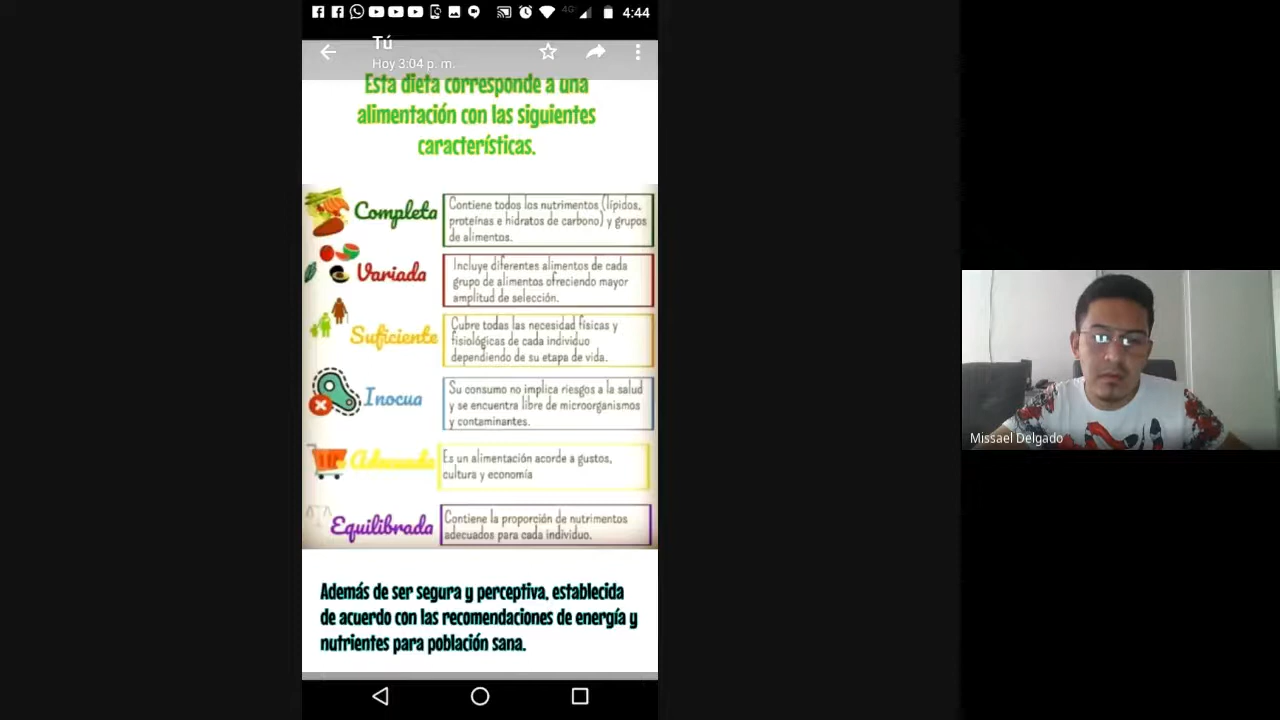 4G
4:44
Tú
Hoy 3:04 p. m.
Esta dieta corresponde a una
alimentación con las siguientes
características.
Completa
Contiene todos los nutrimentos (lípidos,
proteínas e hidratos de carbono) y grupos
de alimentos.
Variada
Incluye diferentes alimentos de cada
grupo de alimentos ofreciendo mayor
amplitud de selección.
Suficiente
Cubre todas las necesidad físicas y
fisiológicas de cada individuo
dependiendo de su etapa de vida.
Inocua
Su consumo no implica riesgos a la salud
y se encuentra libre de microorganismos
y contaminantes.
Es un alimentación acorde a gustos,
cultura y economía
Equilibrada
Contiene la proporción de nutrimentos
adecuados para cada individuo.
Además de ser segura y perceptiva, establecida
de acuerdo con las recomendaciones de energía y
nutrientes para población sana.
Missael Delgado